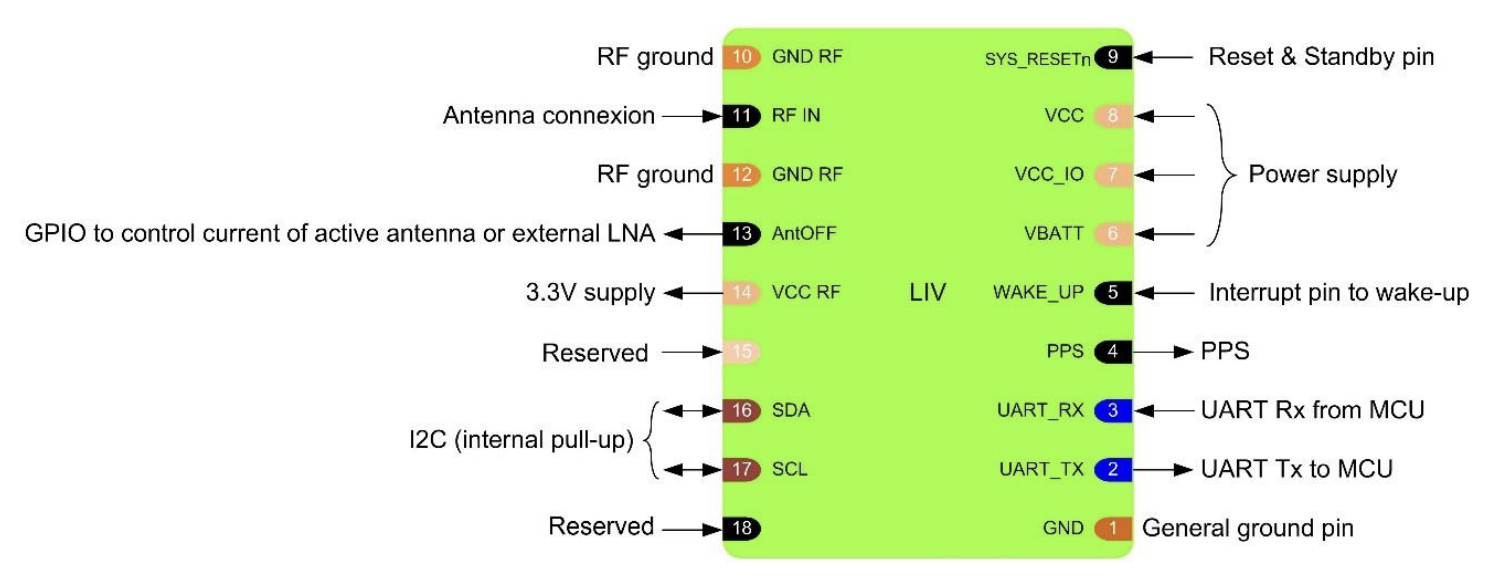 RF ground 10 GND RF SYS_RESETn 9 Reset & Standby pin
Antenna connexion 11 RF IN VCC 8
RF ground 12 GND RF VCC_IO 7 Power supply
GPIO to control current of active antenna or external LNA 13 AntOFF VBATT 6
3.3V supply 14 VCC RF LIV WAKE_UP 5 Interrupt pin to wake-up
Reserved 15 PPS 4 PPS
16 SDA UART_RX 3 UART Rx from MCU
I2C (internal pull-up)
17 SCL UART_TX 2 UART Tx to MCU
Reserved 18 GND 1 General ground pin